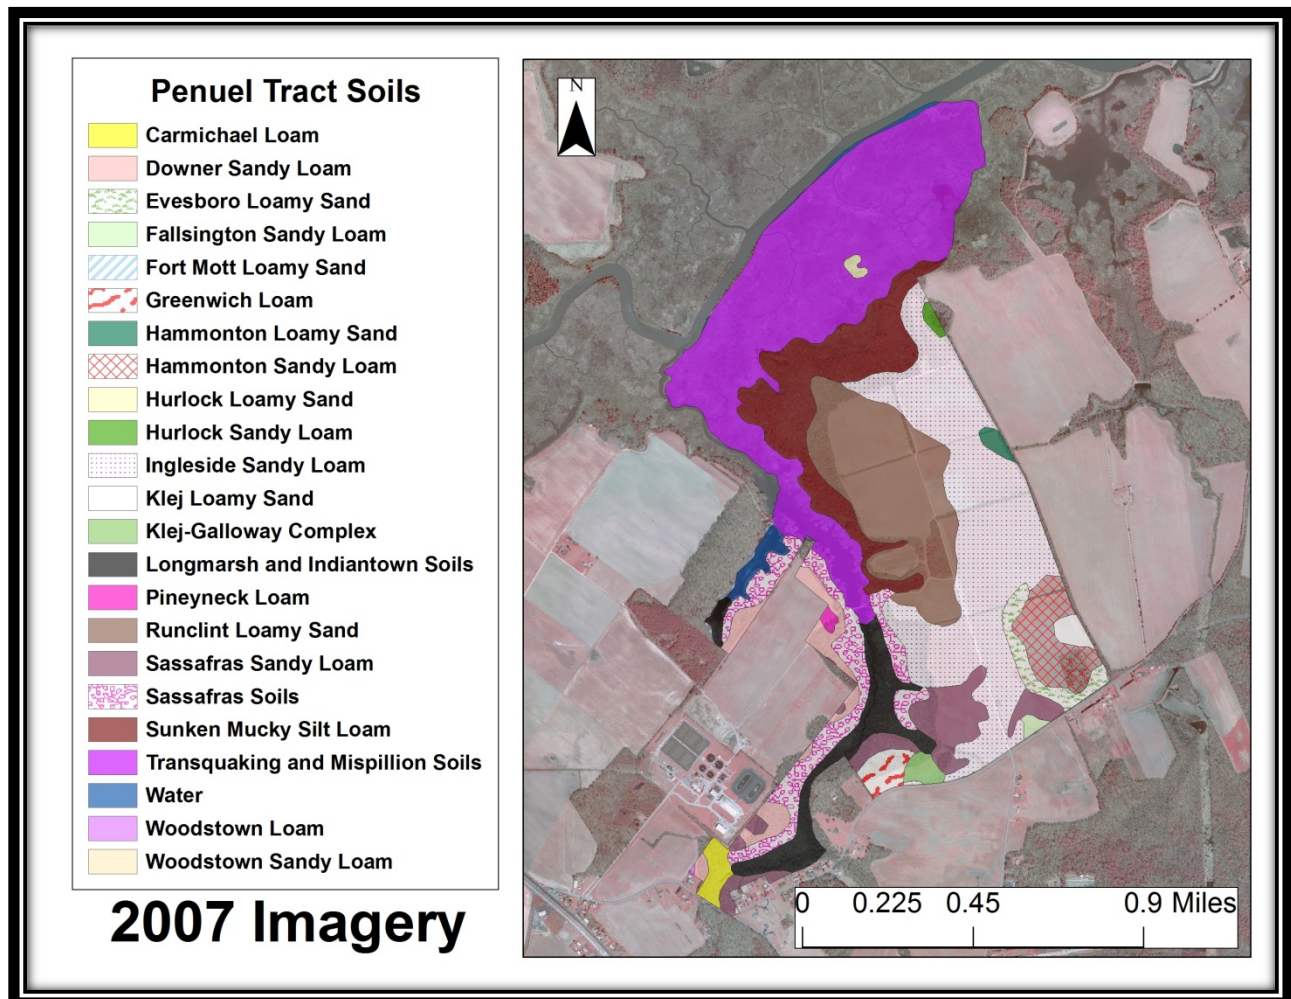 Penuel Tract Soils
Carmichael Loam
Downer Sandy Loam
Evesboro Loamy Sand
Fallsington Sandy Loam
Fort Mott Loamy Sand
Greenwich Loam
Hammonton Loamy Sand
Hammonton Sandy Loam
Hurlock Loamy Sand
Hurlock Sandy Loam
Ingleside Sandy Loam
Klej Loamy Sand
Klej-Galloway Complex
Longmarsh and Indiantown Soils
Pineyneck Loam
Runclint Loamy Sand
Sassafras Sandy Loam
Sassafras Soils
Sunken Mucky Silt Loam
Transquaking and Mispillion Soils
Water
Woodstown Loam
Woodstown Sandy Loam
2007 Imagery
N
0 0.225 0.45 0.9 Miles